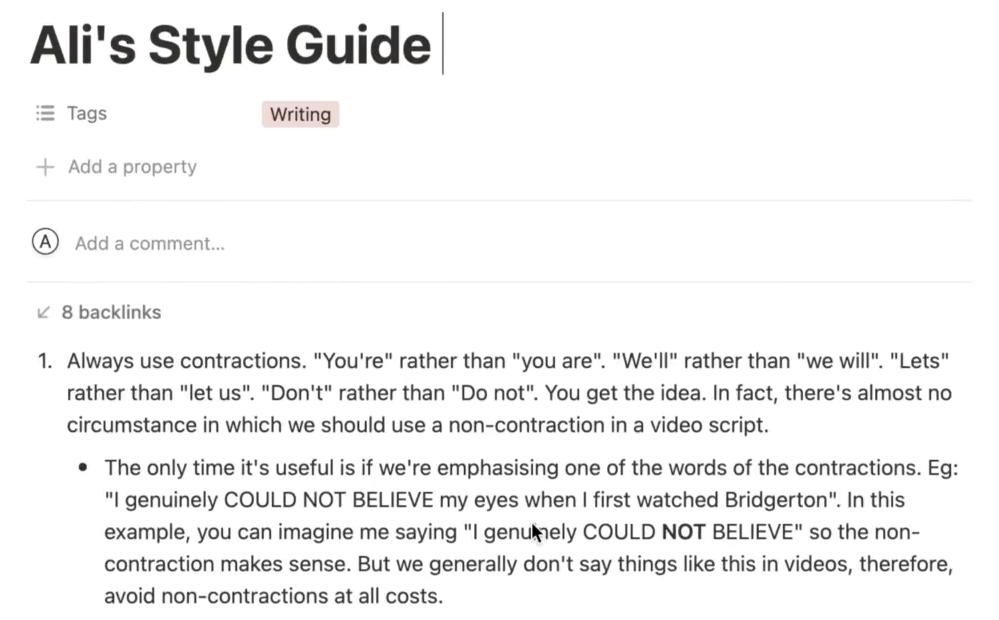 Ali's Style Guide
Tags Writing
Add a property
A Add a comment...
8 backlinks
1. Always use contractions. "You're" rather than "you are". "We'll" rather than "we will". "Lets"
rather than "let us". "Don't" rather than "Do not". You get the idea. In fact, there's almost no
circumstance in which we should use a non-contraction in a video script.
• The only time it's useful is if we're emphasising one of the words of the contractions. Eg:
"I genuinely COULD NOT BELIEVE my eyes when I first watched Bridgerton". In this
example, you can imagine me saying "I genuinely COULD NOT BELIEVE" so the non-
contraction makes sense. But we generally don't say things like this in videos, therefore,
avoid non-contractions at all costs.